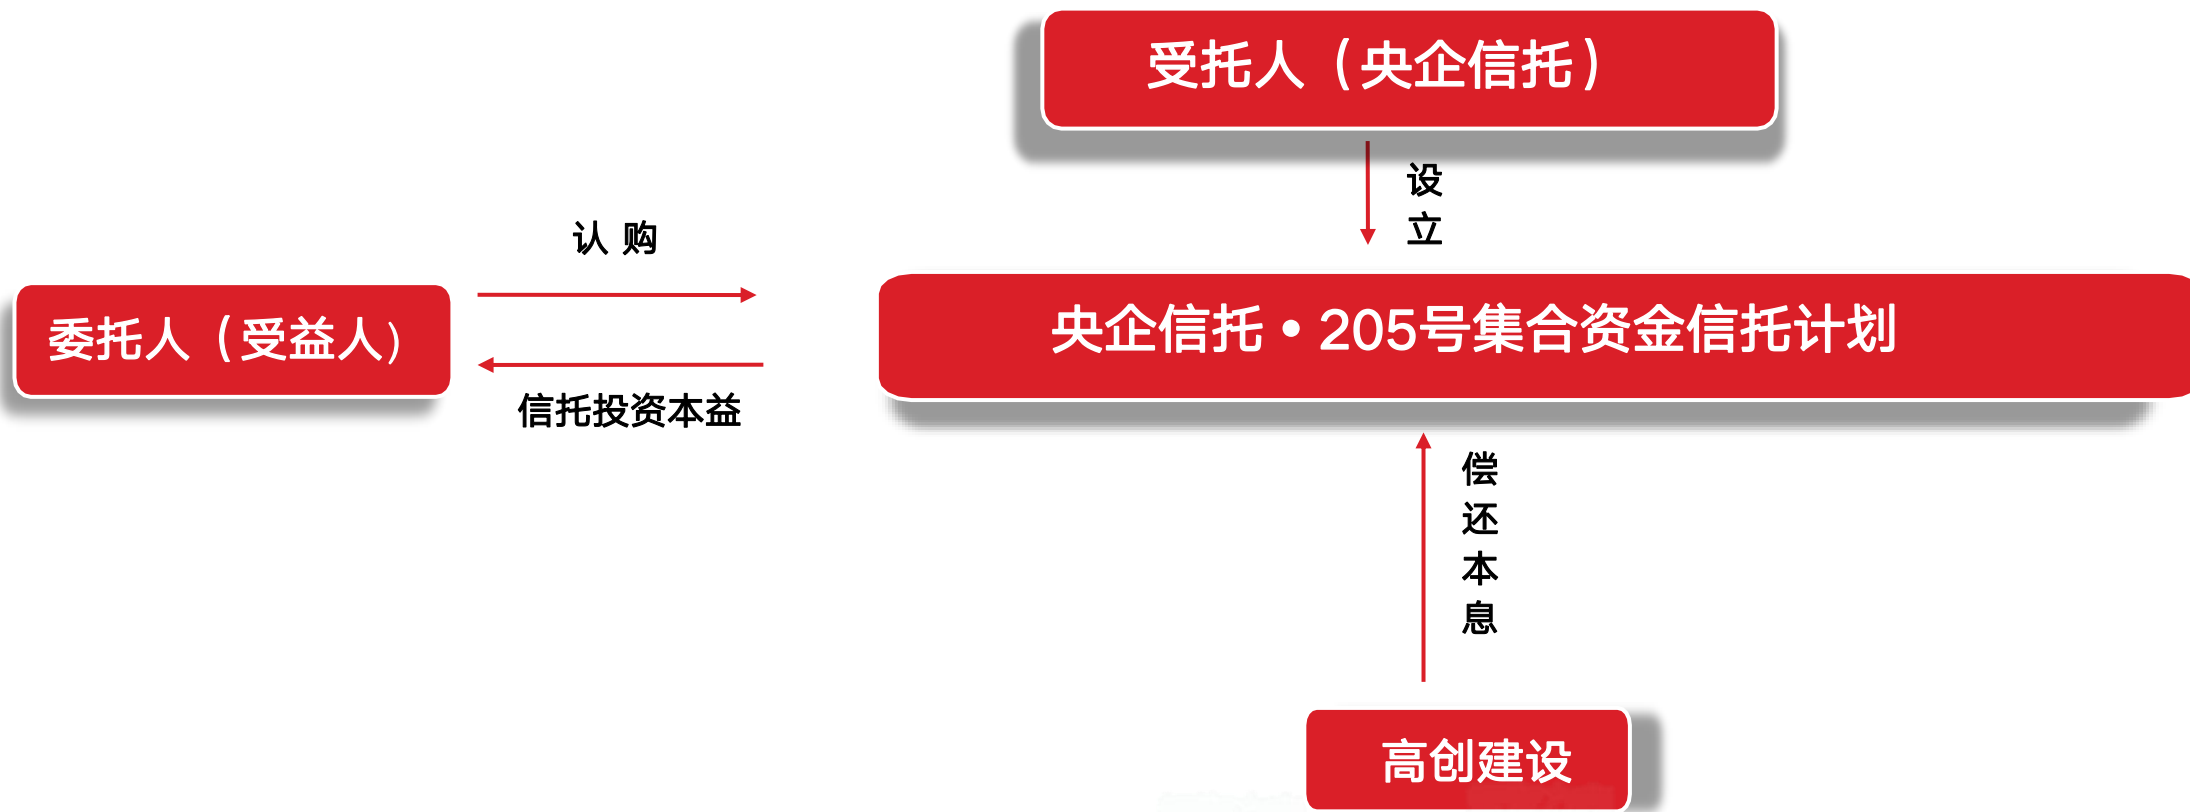 受托人（央企信托）
设
立
认 购
委托人（受益人）
央企信托·205号集合资金信托计划
信托投资本益
偿
还
本
息
高创建设